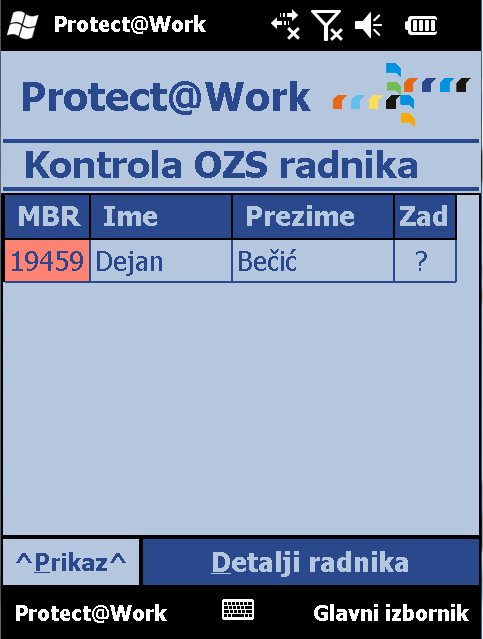 Protect@Work
Protect@Work
Kontrola OZS radnika
MBR Ime Prezime Zad
19459 Dejan Bečić ?
^Prikaz^ Detalji radnika
Protect@Work Glavni izbornik